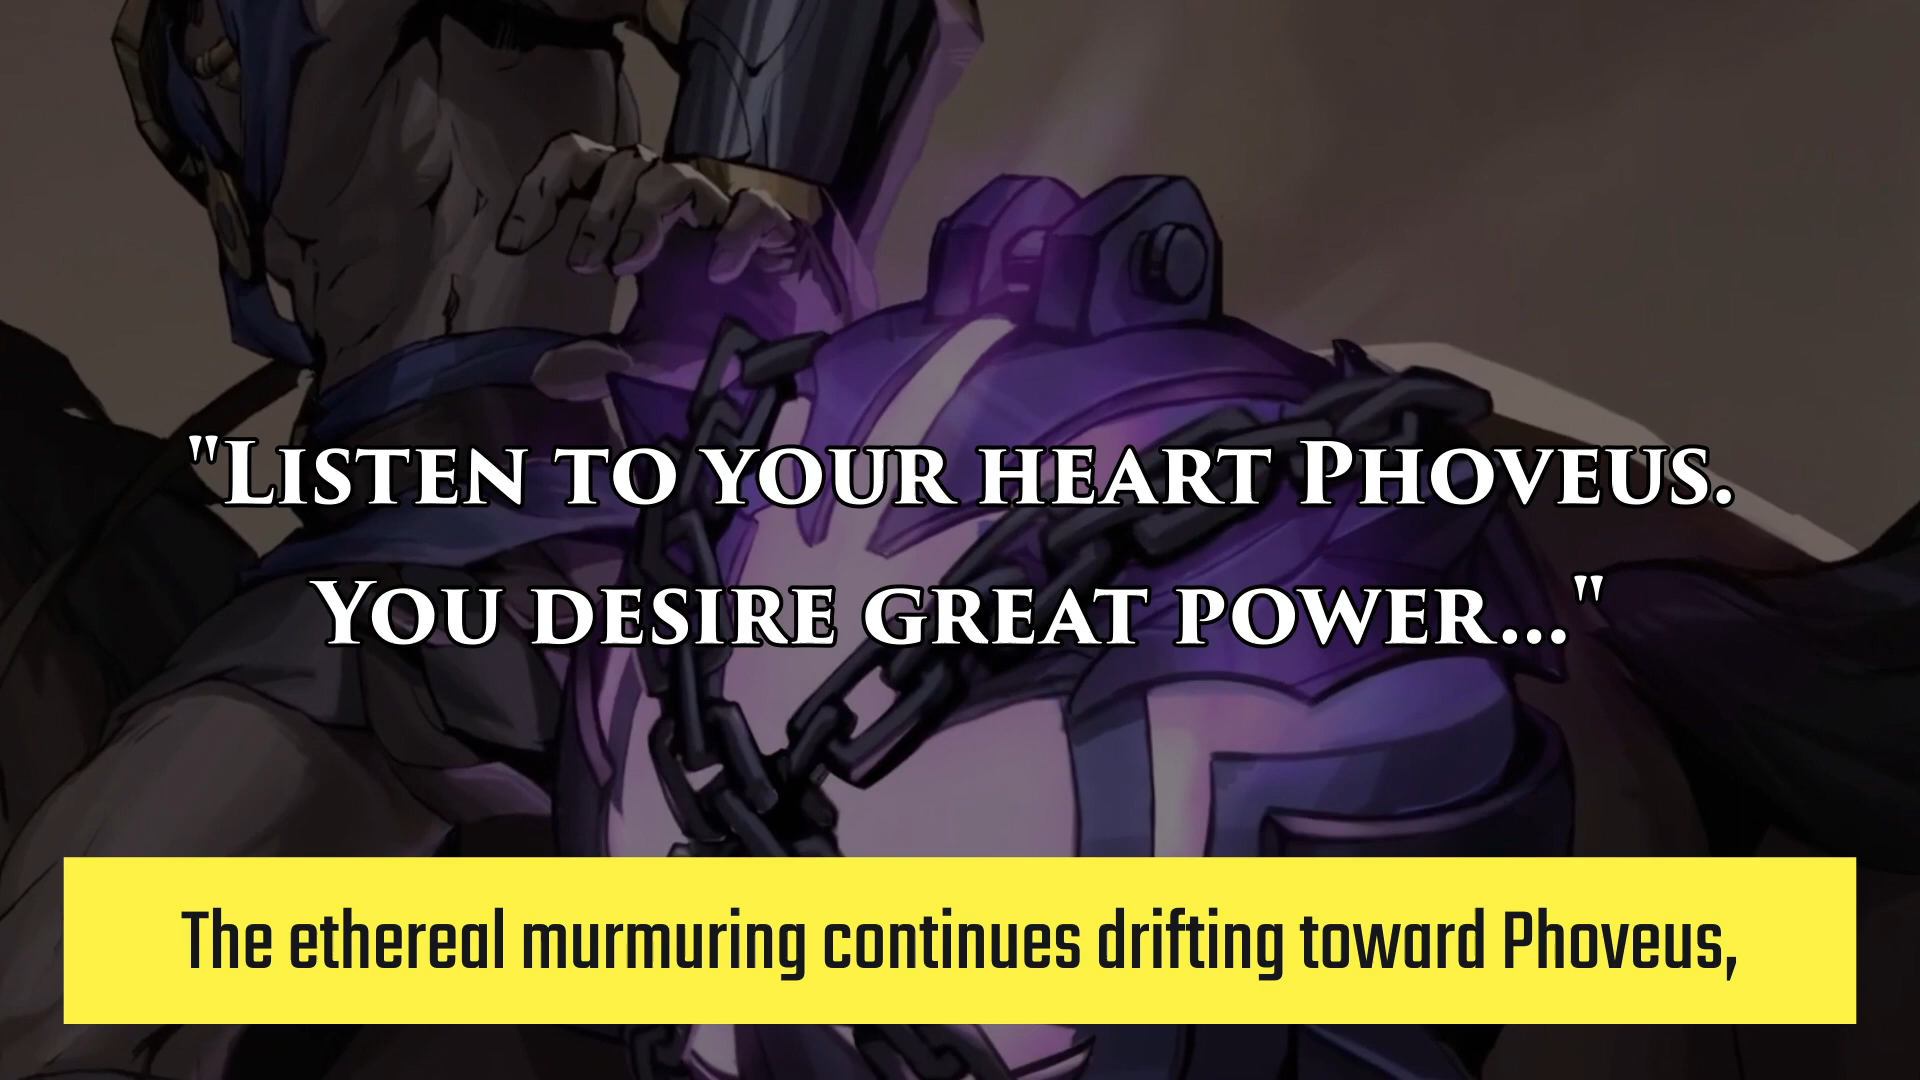 "Listen to your heart Phoveus.
You desire great power..."
The ethereal murmuring continues drifting toward Phoveus,